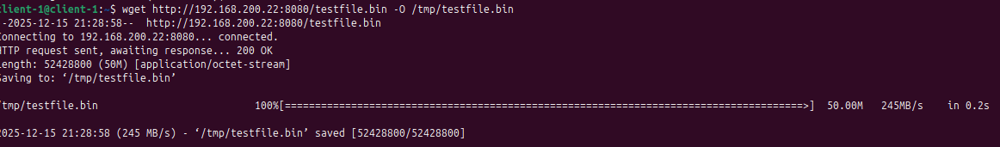 client-1@client-1:~$ wget http://192.168.200.22:8080/testfile.bin -O /tmp/testfile.bin
--2025-12-15 21:28:58--  http://192.168.200.22:8080/testfile.bin
Connecting to 192.168.200.22:8080... connected.
HTTP request sent, awaiting response... 200 OK
Length: 52428800 (50M) [application/octet-stream]
Saving to: ‘/tmp/testfile.bin’
/tmp/testfile.bin 100%[======================================================================================>] 50.00M 245MB/s in 0.2s
2025-12-15 21:28:58 (245 MB/s) - ‘/tmp/testfile.bin’ saved [52428800/52428800]